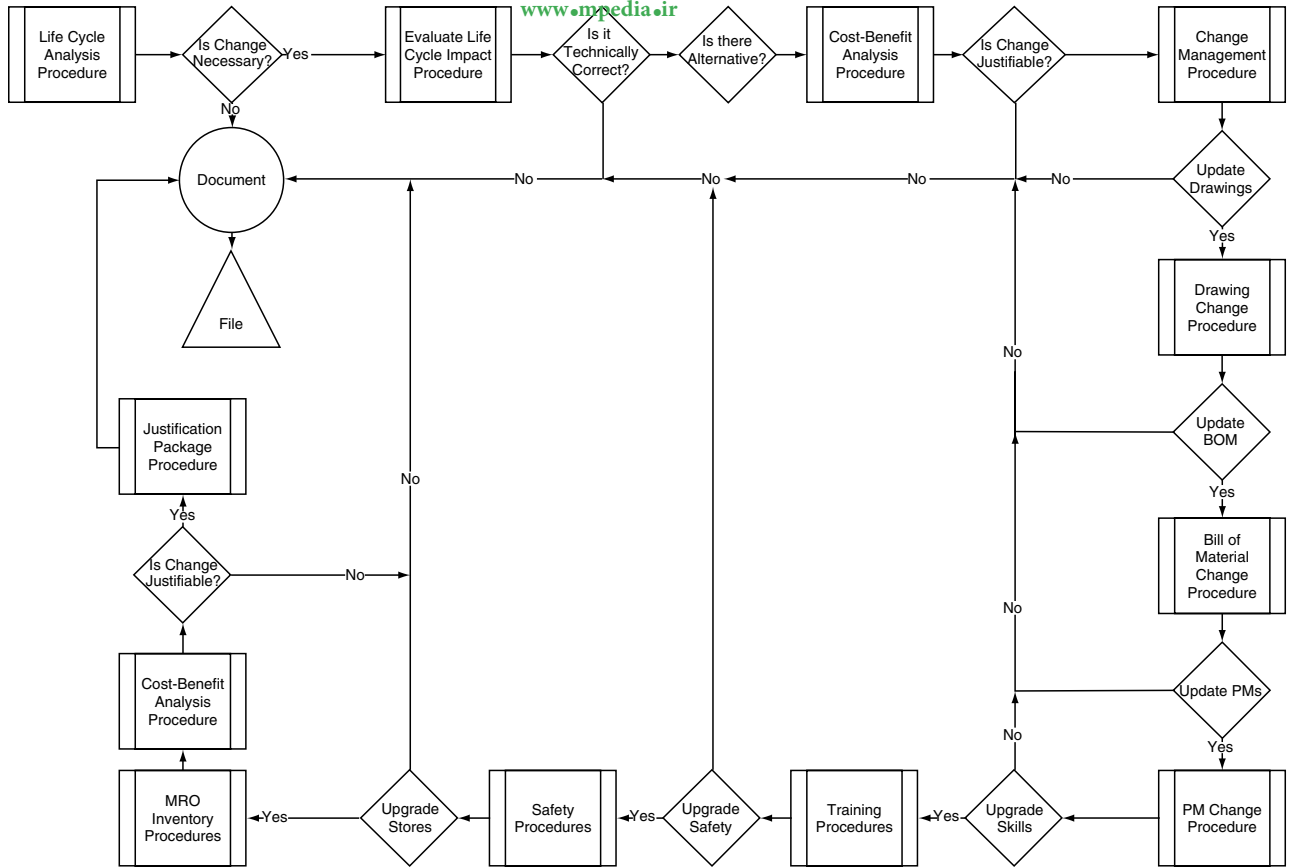 www.mpedia.ir
Life Cycle
Analysis
Procedure
Is Change
Necessary?
Yes
Evaluate Life
Cycle Impact
Procedure
Is it
Technically
Correct?
Is there
Alternative?
Cost-Benefit
Analysis
Procedure
Is Change
Justifiable?
Change
Management
Procedure
No
Document
No
No
No
No
Update
Drawings
Yes
File
Drawing
Change
Procedure
No
Update
BOM
Justification
Package
Procedure
No
Yes
Yes
Bill of
Material
Change
Procedure
Is Change
Justifiable?
No
No
Cost-Benefit
Analysis
Procedure
Update PMs
No
Yes
MRO
Inventory
Procedures
Yes
Upgrade
Stores
Safety
Procedures
Yes
Upgrade
Safety
Training
Procedures
Yes
Upgrade
Skills
PM Change
Procedure